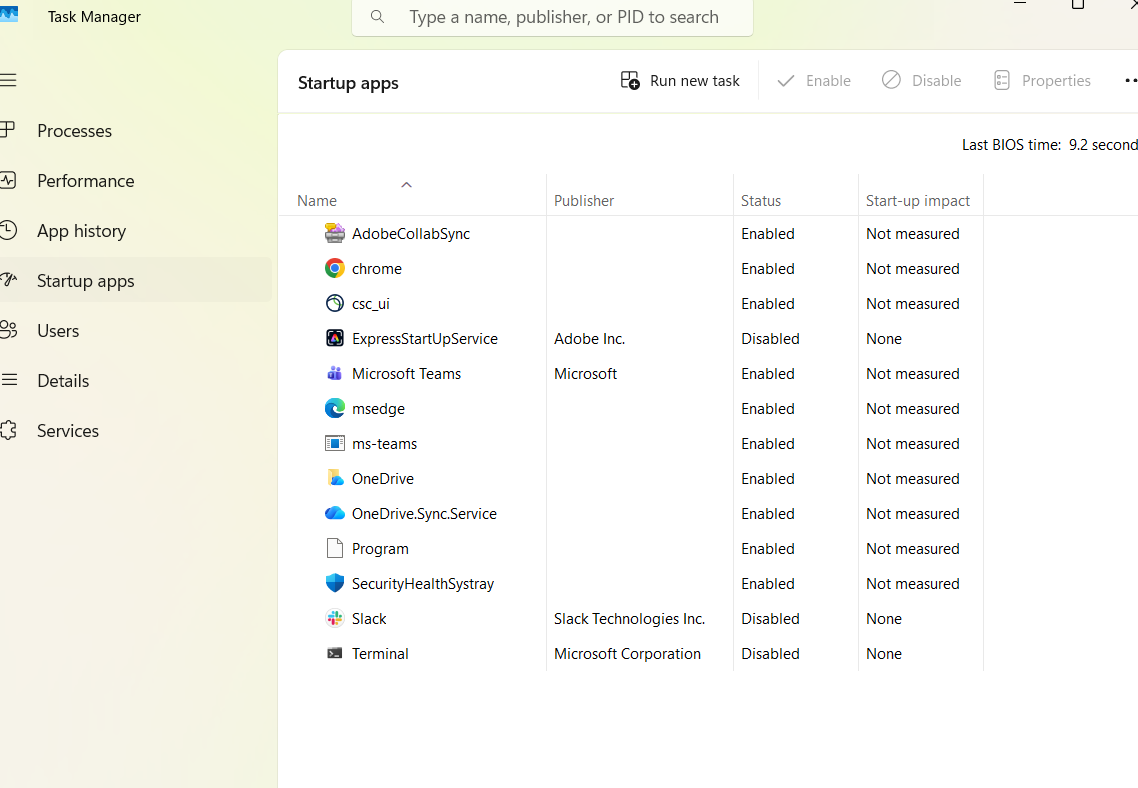 Task Manager
Type a name, publisher, or PID to search
Startup apps
Run new task
Enable
Disable
Properties
Processes
Performance
App history
Startup apps
Users
Details
Services
Last BIOS time: 9.2 second
Name Publisher Status Start-up impact
AdobeCollabSync Enabled Not measured
chrome Enabled Not measured
csc_ui Enabled Not measured
ExpressStartUpService Adobe Inc. Disabled None
Microsoft Teams Microsoft Enabled Not measured
msedge Enabled Not measured
ms-teams Enabled Not measured
OneDrive Enabled Not measured
OneDrive.Sync.Service Enabled Not measured
Program Enabled Not measured
SecurityHealthSystray Enabled Not measured
Slack Slack Technologies Inc. Disabled None
Terminal Microsoft Corporation Disabled None